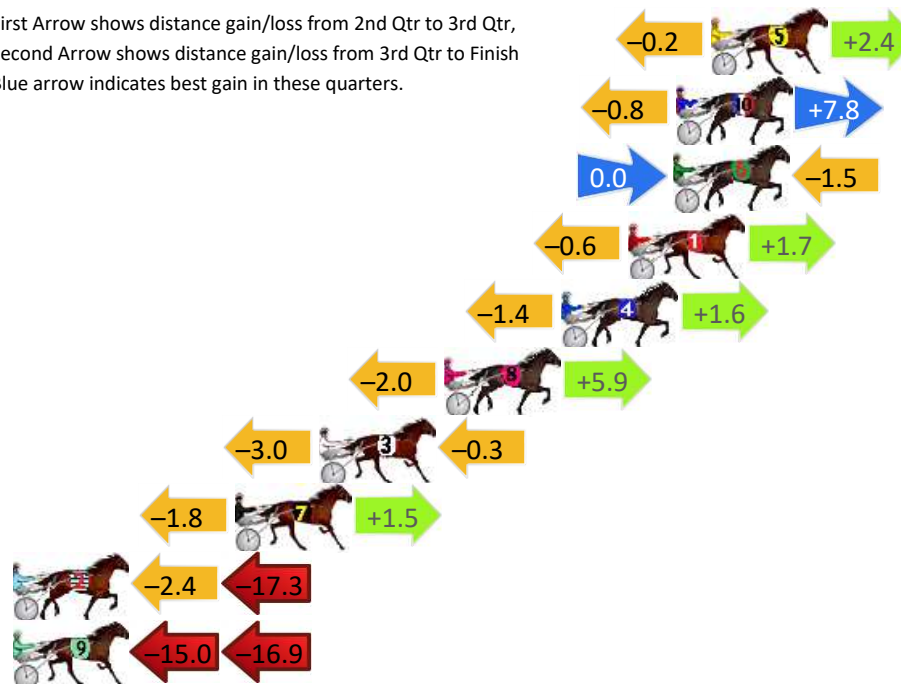 irst Arrow shows distance gain/loss from 2nd Qtr to 3rd Qtr,
econd Arrow shows distance gain/loss from 3rd Qtr to Finish
Blue arrow indicates best gain in these quarters.
–0.2 5 +2.4
–0.8 10 +7.8
0.0 6 –1.5
–0.6 1 +1.7
–1.4 4 +1.6
–2.0 8 +5.9
–3.0 3 –0.3
–1.8 7 +1.5
2 –2.4 –17.3
9 –15.0 –16.9